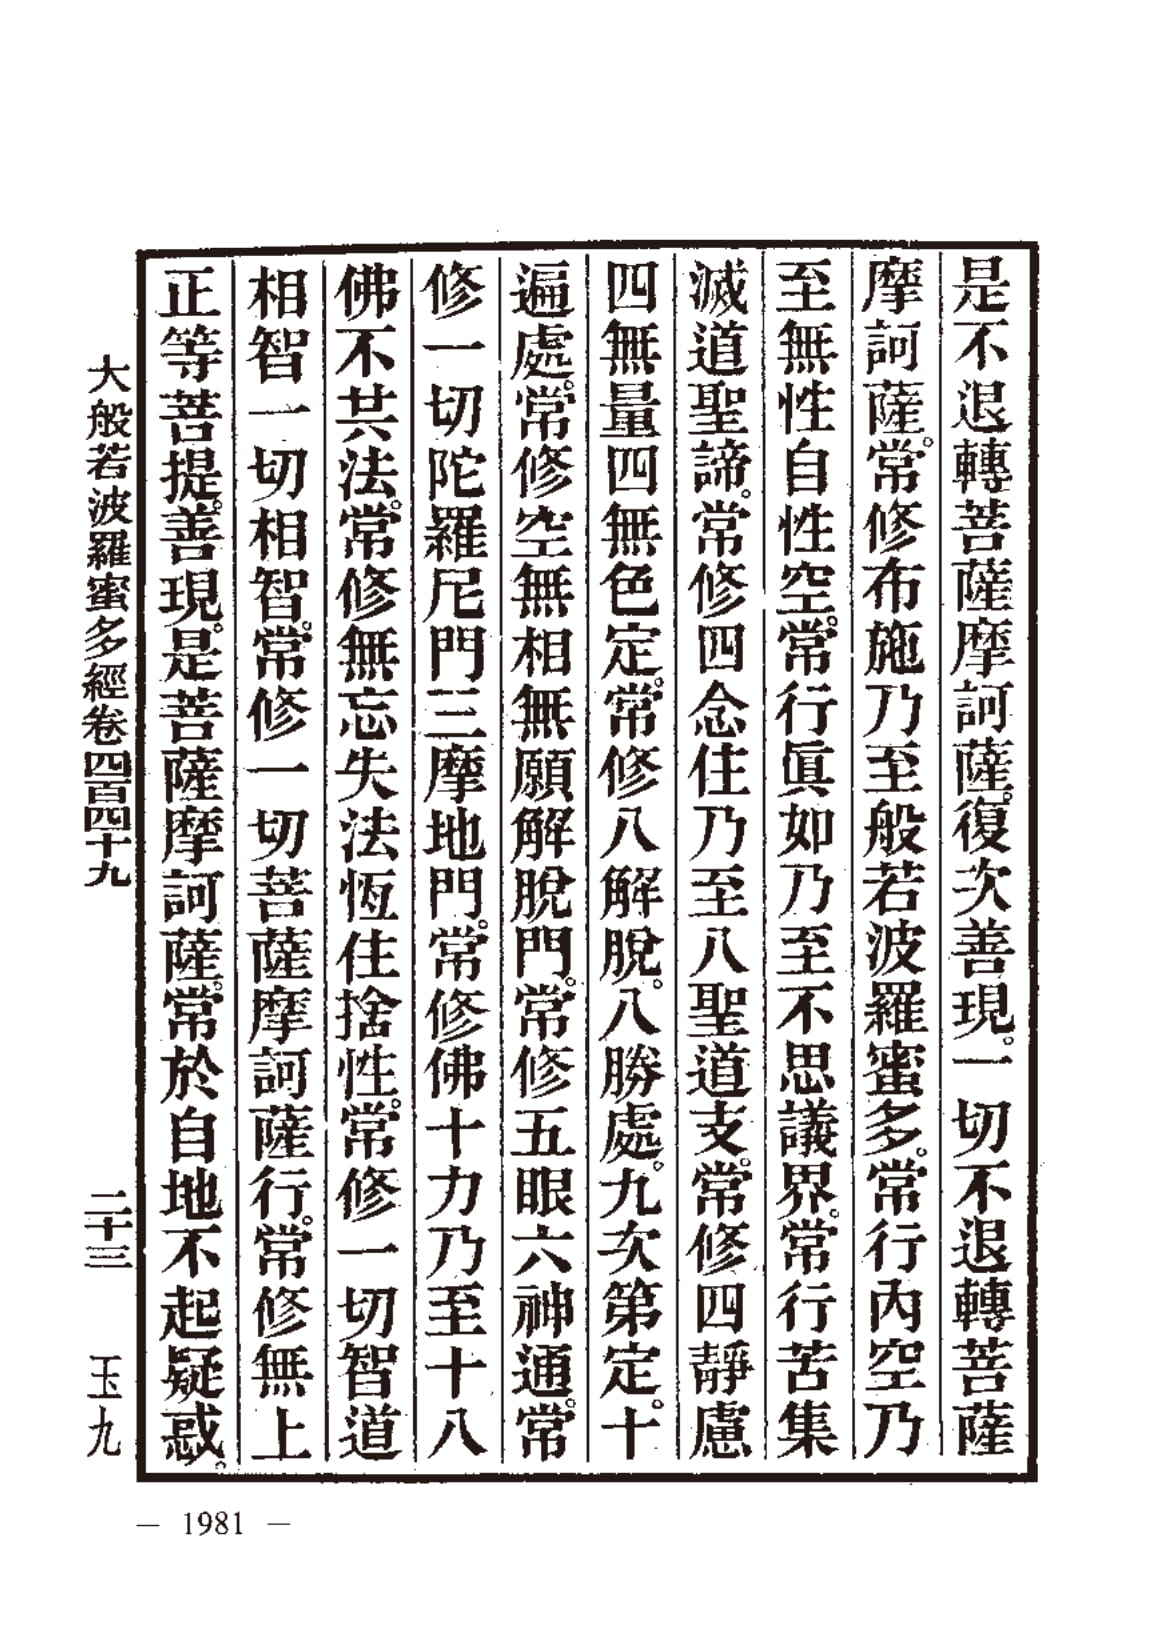 是不退轉菩薩摩訶薩。復次善現。一切不退轉菩薩
摩訶薩。常修布施乃至般若波羅蜜多。常行內空乃
至無性自性空。常行眞如乃至不思議界。常行苦集
滅道聖諦。常修四念住乃至八聖道支。常修四靜慮
四無量四無色定。常修八解脫。八勝處。九次第定。十
遍處。常修空無相無願解脫門。常修五眼六神通。常
修一切陀羅尼門三摩地門。常修佛十力乃至十八
佛不共法。常修無忘失法恆住捨性。常修一切智道
相智一切相智。常修一切菩薩摩訶薩行。常修無上
正等菩提。善現。是菩薩摩訶薩。常於自地不起疑惑。
大般若波羅蜜多經卷四百四十九 二十三 玉九
— 1981 —